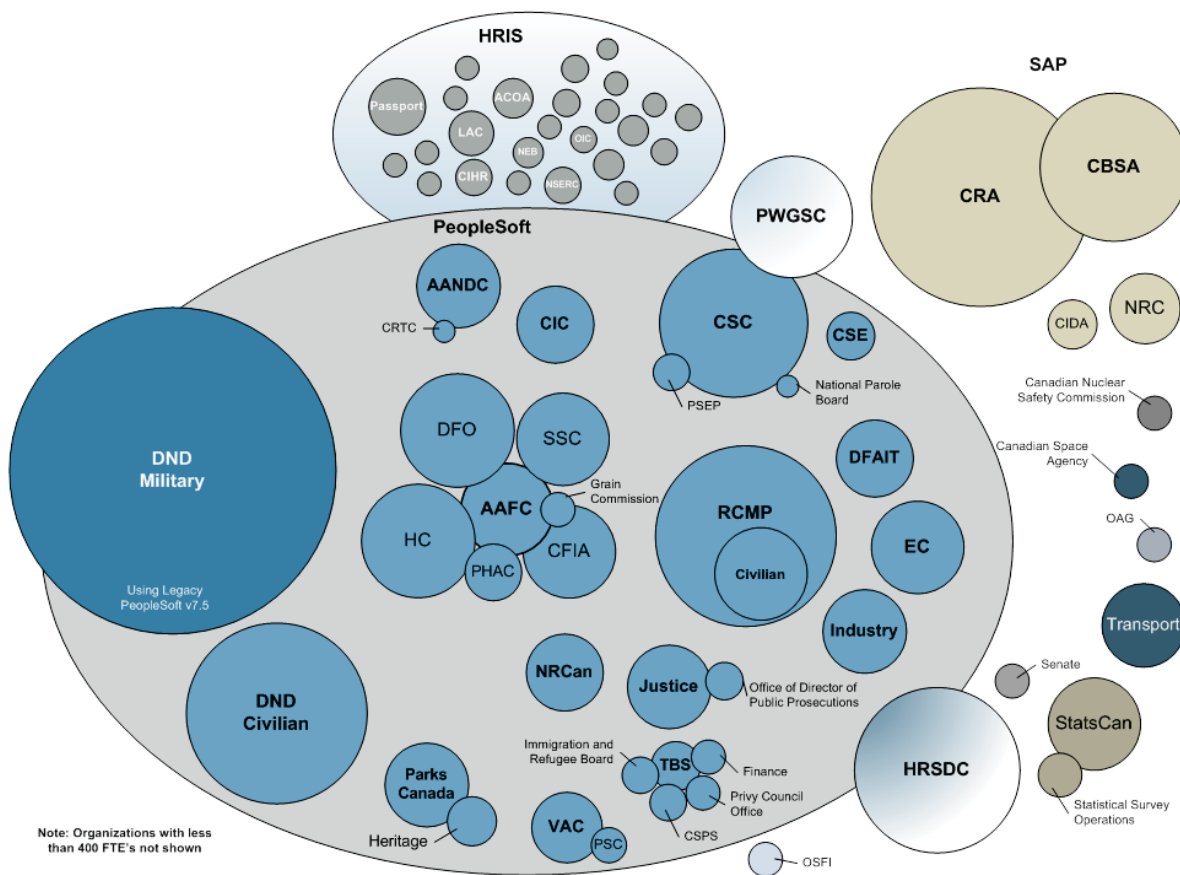 HRIS
Passport
ACOA
LAC
OIC
NEB
CIHR
NSERC
SAP
CRA
CBSA
NRC
CIDA
PWGSC
PeopleSoft
AANDC
CRTC
CIC
CSC
CSE
PSEP
National Parole
Board
Canadian Nuclear
Safety Commission
Canadian Space
Agency
OAG
Transport
DND
Military
Using Legacy
PeopleSoft v7.5
DFO
SSC
AAFC
Grain
Commission
HC
PHAC
CFIA
RCMP
Civilian
DFAIT
EC
Industry
NRCan
Justice
Office of Director of
Public Prosecutions
Senate
StatsCan
Statistical Survey
Operations
HRSDC
DND
Civilian
Immigration and
Refugee Board
TBS
Finance
Privy Council
Office
CSPS
Parks
Canada
Heritage
VAC
PSC
OSFI
Note: Organizations with less
than 400 FTE's not shown